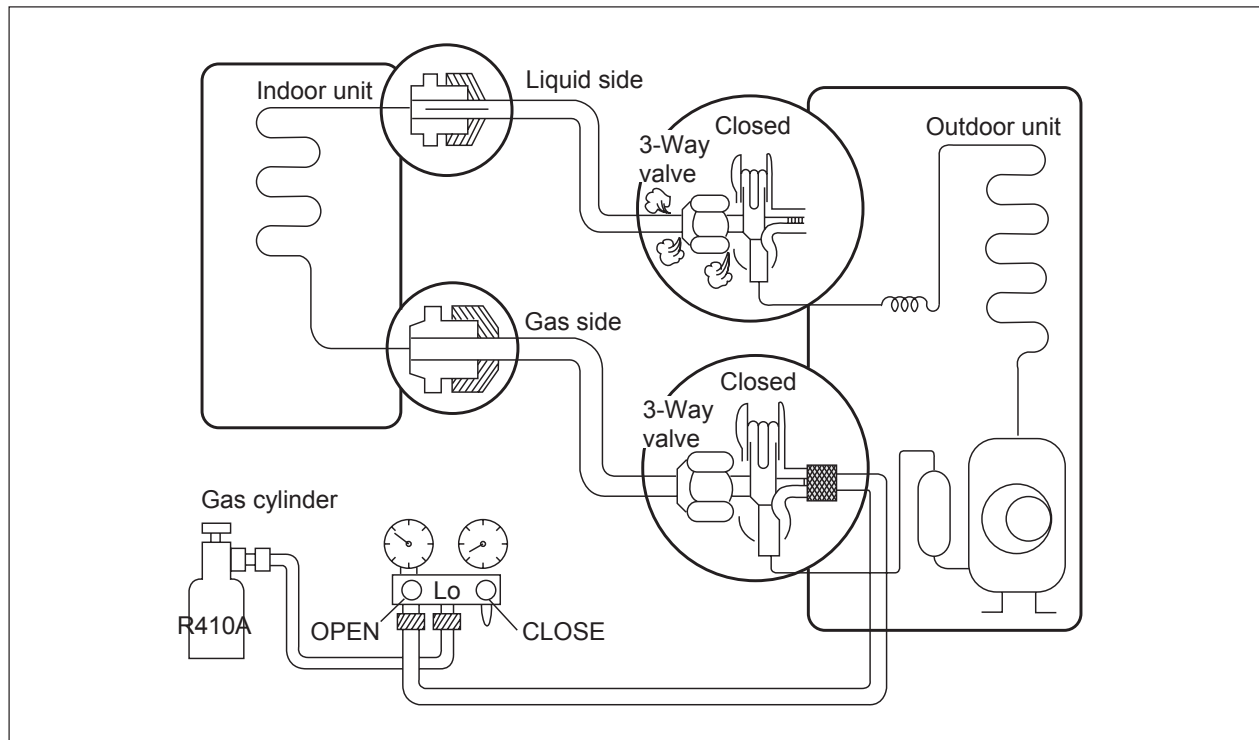 Indoor unit
Liquid side
3-Way
valve
Closed
Outdoor unit
Gas side
3-Way
valve
Closed
Gas cylinder
R410A
Lo
OPEN
CLOSE